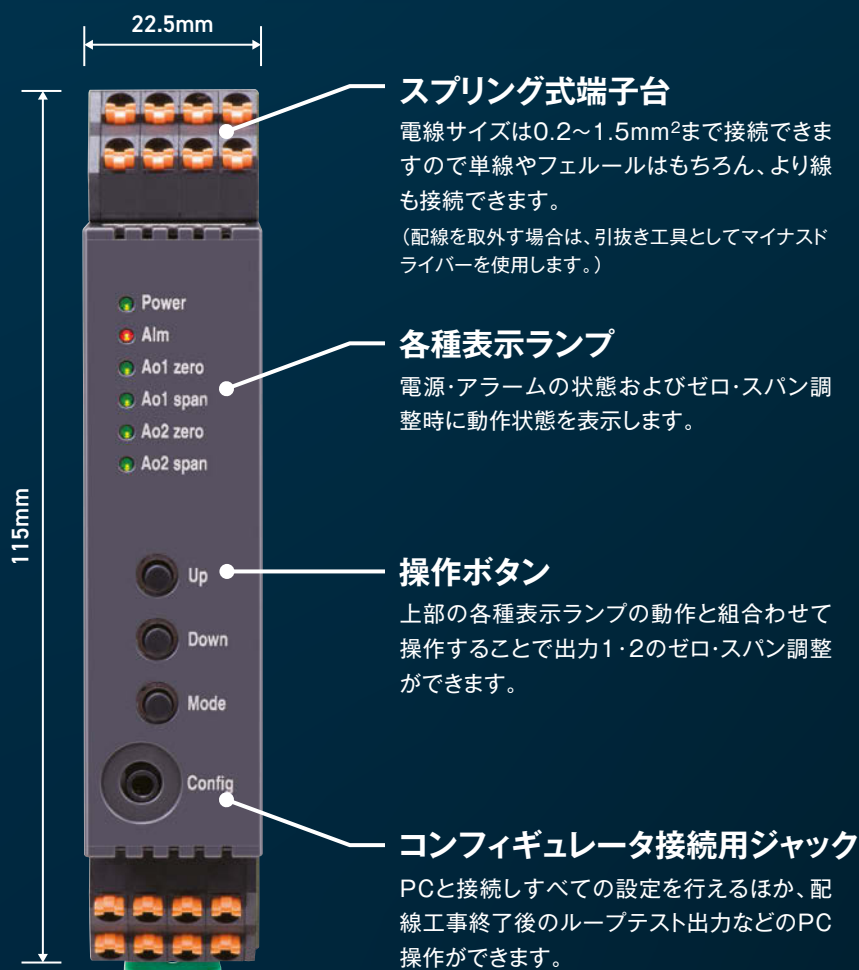 22.5mm
115mm
スプリング式端子台
電線サイズは0.2～1.5mm²まで接続できま
すので単線やフェルールはもちろん、より線
も接続できます。
(配線を取外す場合は、引抜き工具としてマイナスド
ライバーを使用します。)
Power
Alm
Ao1 zero
Ao1 span
Ao2 zero
Ao2 span
各種表示ランプ
電源・アラームの状態およびゼロ・スパン調
整時に動作状態を表示します。
Up
Down
Mode
Config
操作ボタン
上部の各種表示ランプの動作と組合わせて
操作することで出力1・2のゼロ・スパン調整
ができます。
コンフィギュレータ接続用ジャック
PCと接続しすべての設定を行えるほか、配
線工事終了後のループテスト出力などのPC
操作ができます。